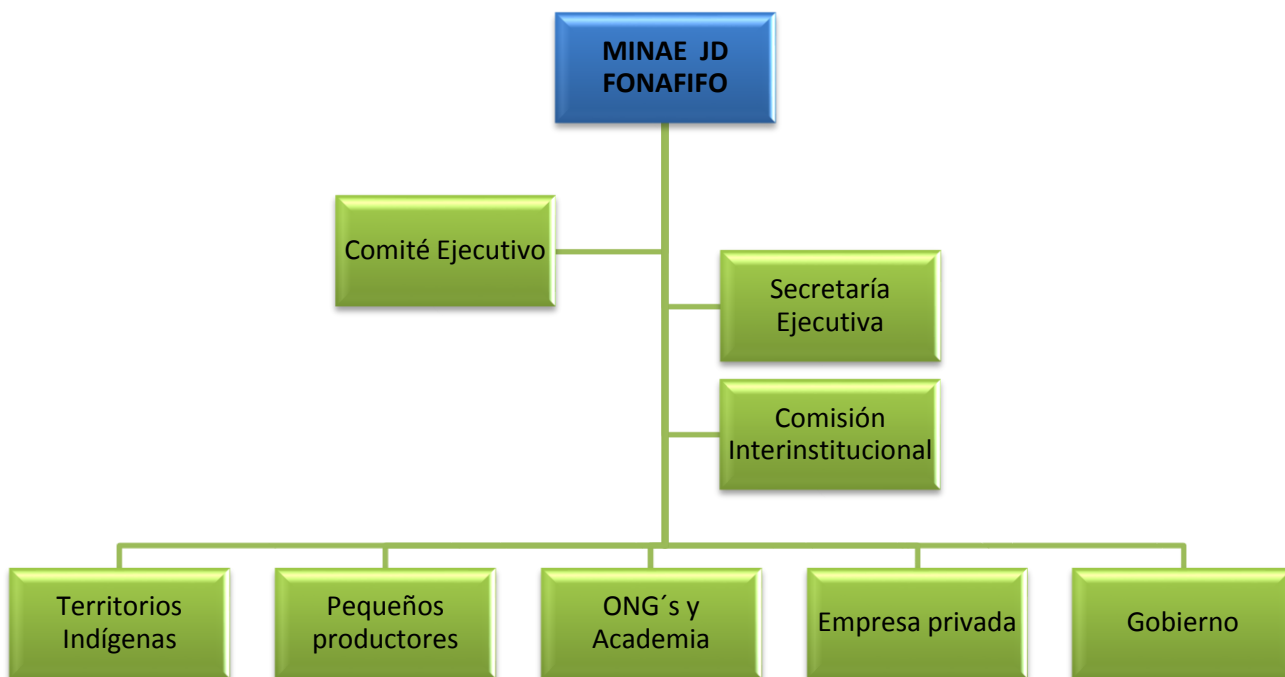 MINAE JD
FONAFIFO
Comité Ejecutivo
Secretaría
Ejecutiva
Comisión
Interinstitucional
Territorios
Indígenas
Pequeños
productores
ONG´s y
Academia
Empresa privada
Gobierno